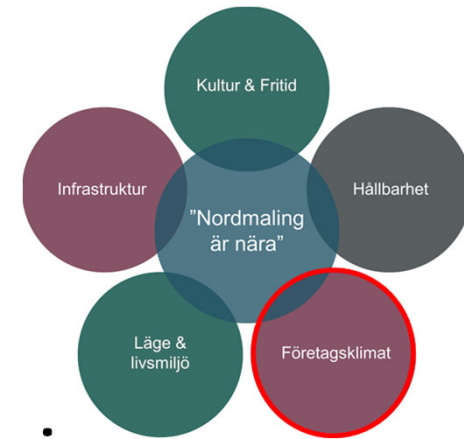 Kultur & Fritid
Infrastruktur
Hållbarhet
”Nordmaling
är nära”
Läge &
livsmiljö
Företagsklimat